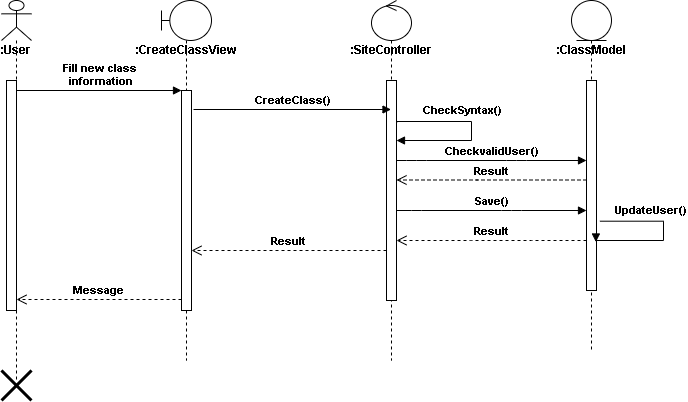 :User
:CreateClassView
:SiteController
:ClassModel
Fill new class
information
CreateClass()
CheckSyntax()
CheckvalidUser()
Result
Save()
UpdateUser()
Result
Result
Message